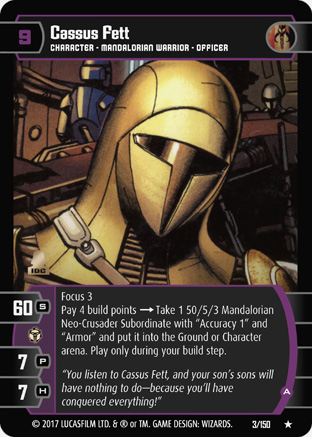 9 Cassus Fett
CHARACTER • MANDALORIAN WARRIOR • OFFICER
IDC
60 S
Focus 3
Pay 4 build points → Take 1 50/5/3 Mandalorian
Neo-Crusader Subordinate with "Accuracy 1" and
"Armor" and put it into the Ground or Character
arena. Play only during your build step.
7 P
7 H
"You listen to Cassus Fett, and your son's sons will
have nothing to do—because you'll have
conquered everything!"
A
© 2017 LUCASFILM LTD. & ® or TM. GAME DESIGN: WIZARDS. 3/150 ★